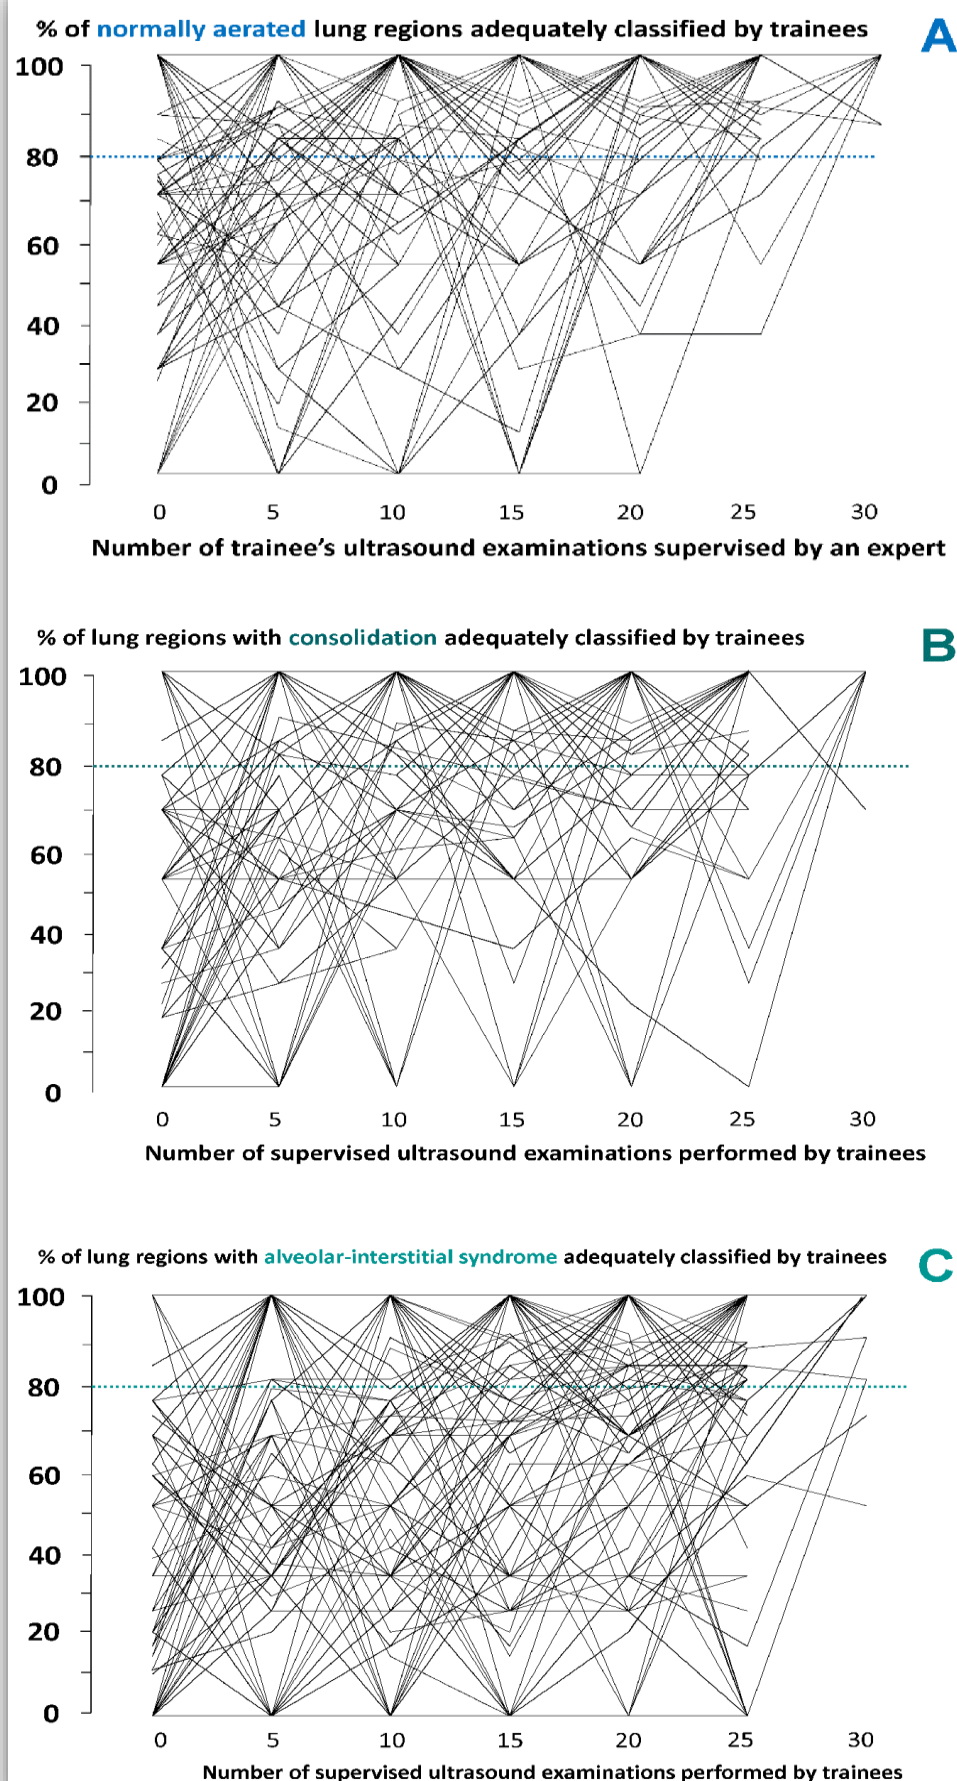 % of normally aerated lung regions adequately classified by trainees
A
100
80
60
40
20
0
0 5 10 15 20 25 30
Number of trainee’s ultrasound examinations supervised by an expert
% of lung regions with consolidation adequately classified by trainees
B
100
80
60
40
20
0
0 5 10 15 20 25 30
Number of supervised ultrasound examinations performed by trainees
% of lung regions with alveolar-interstitial syndrome adequately classified by trainees
C
100
80
60
40
20
0
0 5 10 15 20 25 30
Number of supervised ultrasound examinations performed by trainees